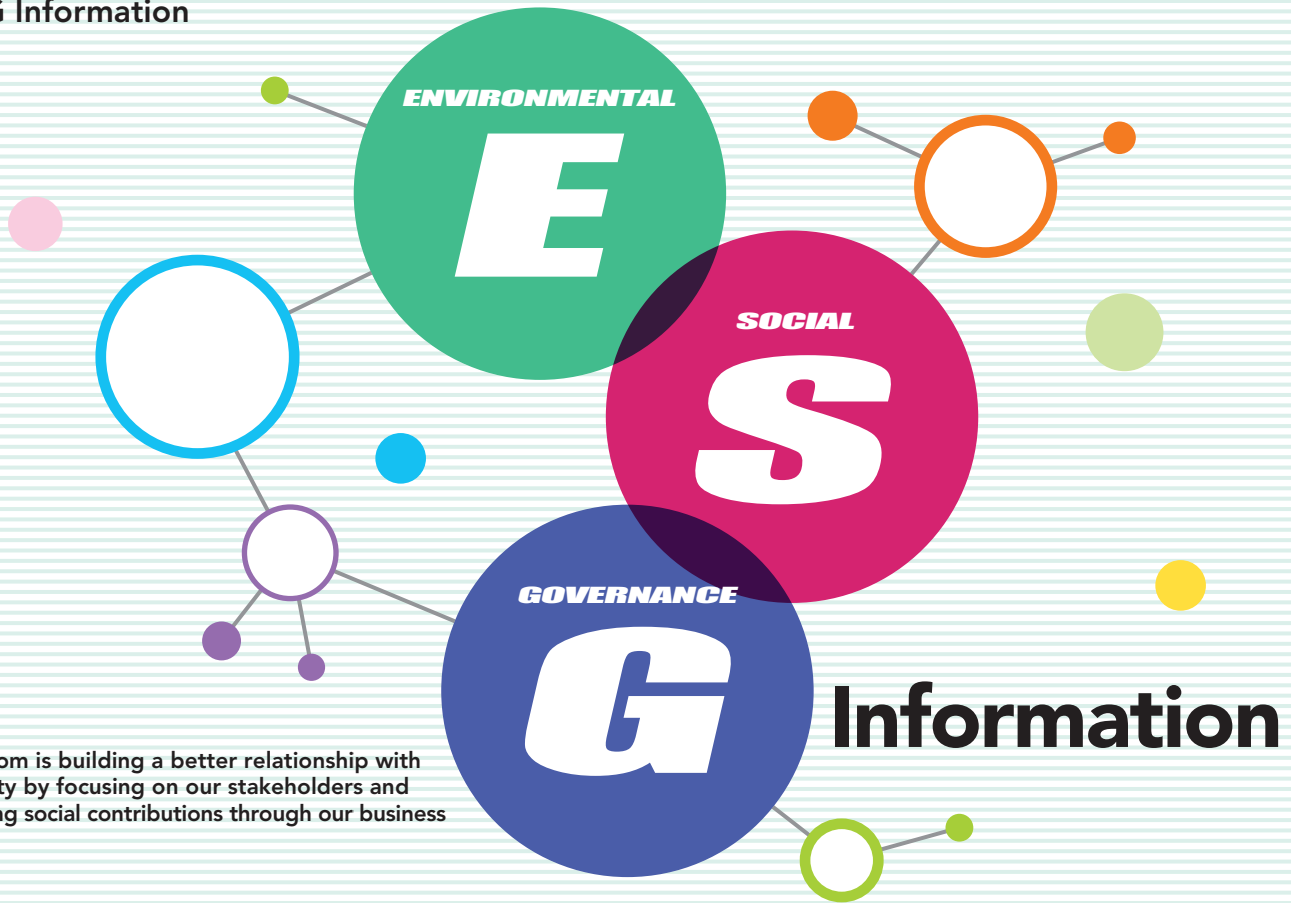 Information
ENVIRONMENTAL
E
SOCIAL
S
GOVERNANCE
G
Information
is building a better relationship with
by focusing on our stakeholders and
social contributions through our business